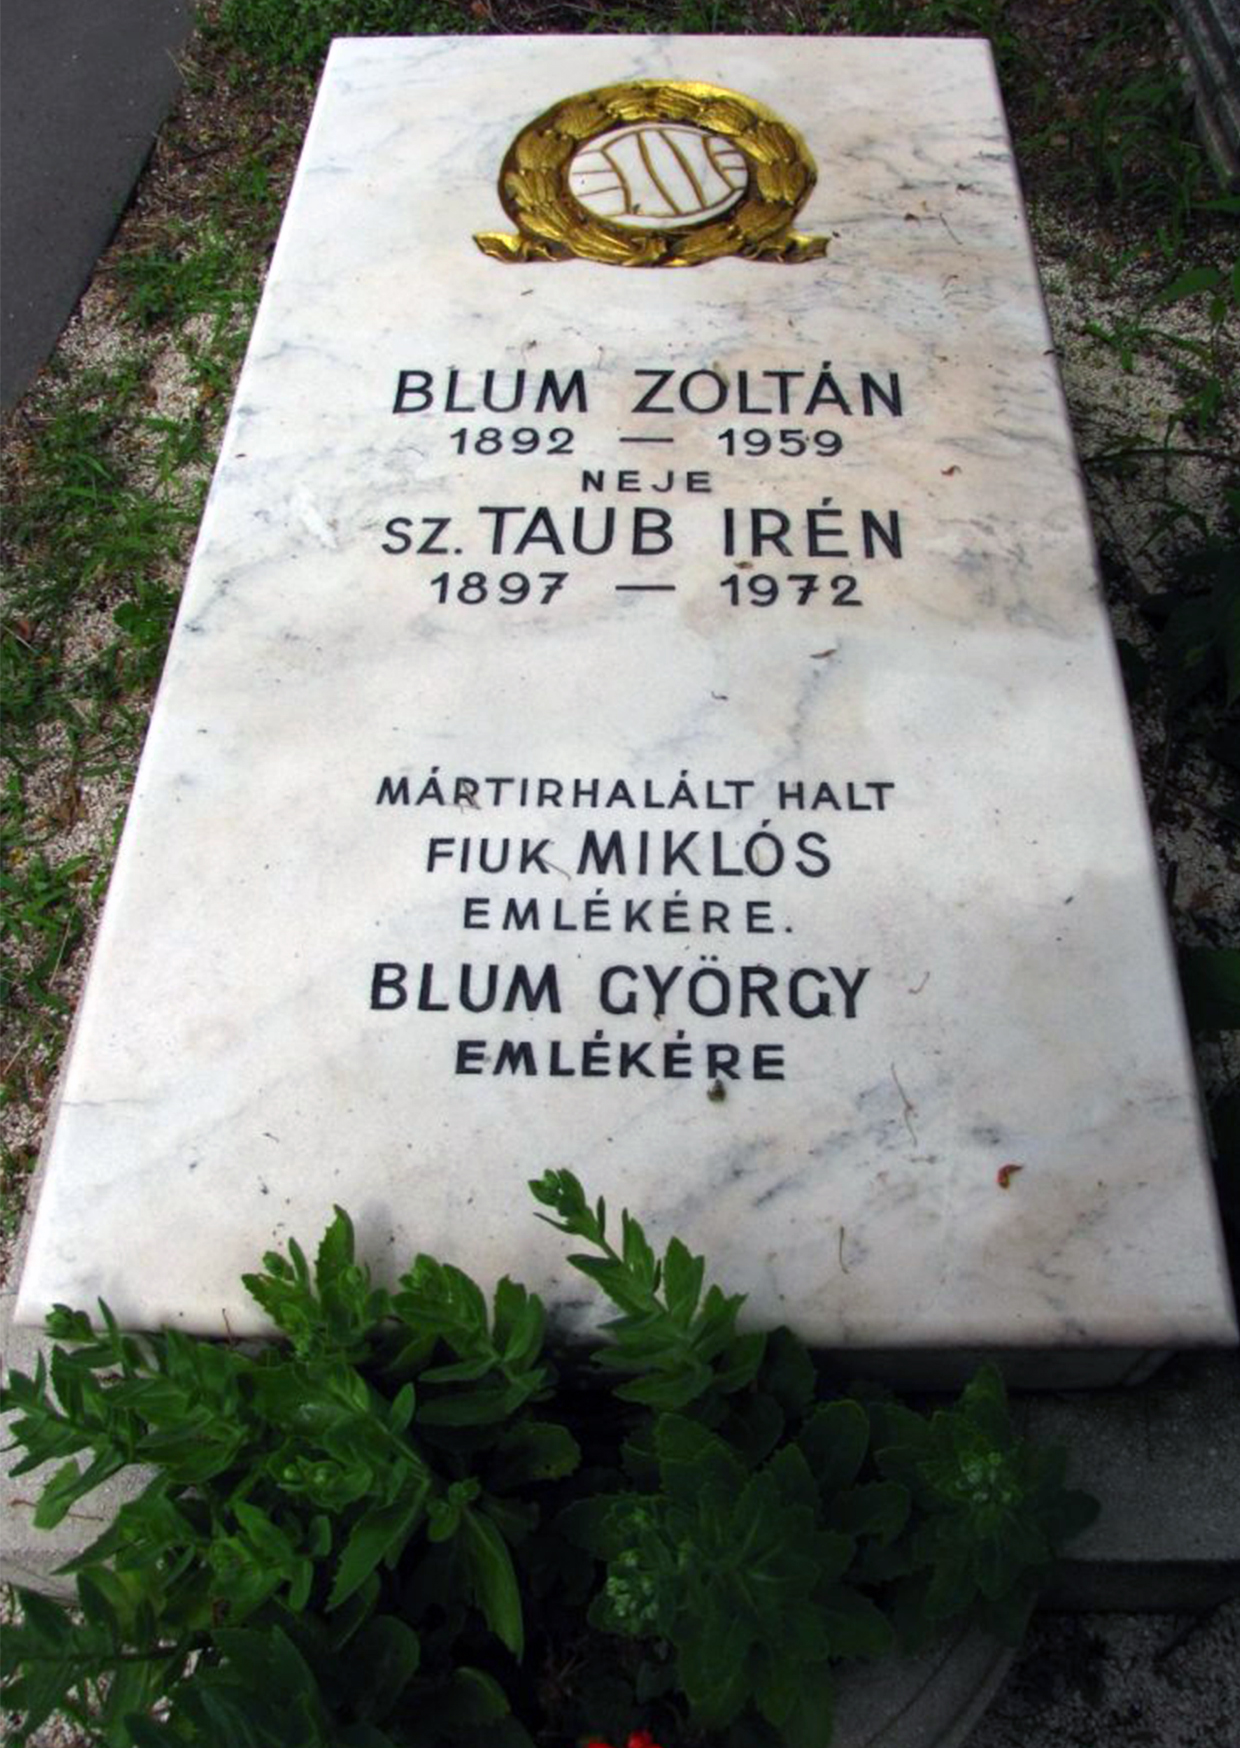 BLUM ZOLTÁN
1892 — 1959
NEJE
SZ. TAUB IRÉN
1897 — 1972
MÁRTIRHALÁLT HALT
FIUK MIKLÓS
EMLÉKÉRE.
BLUM GYÖRGY
EMLÉKÉRE